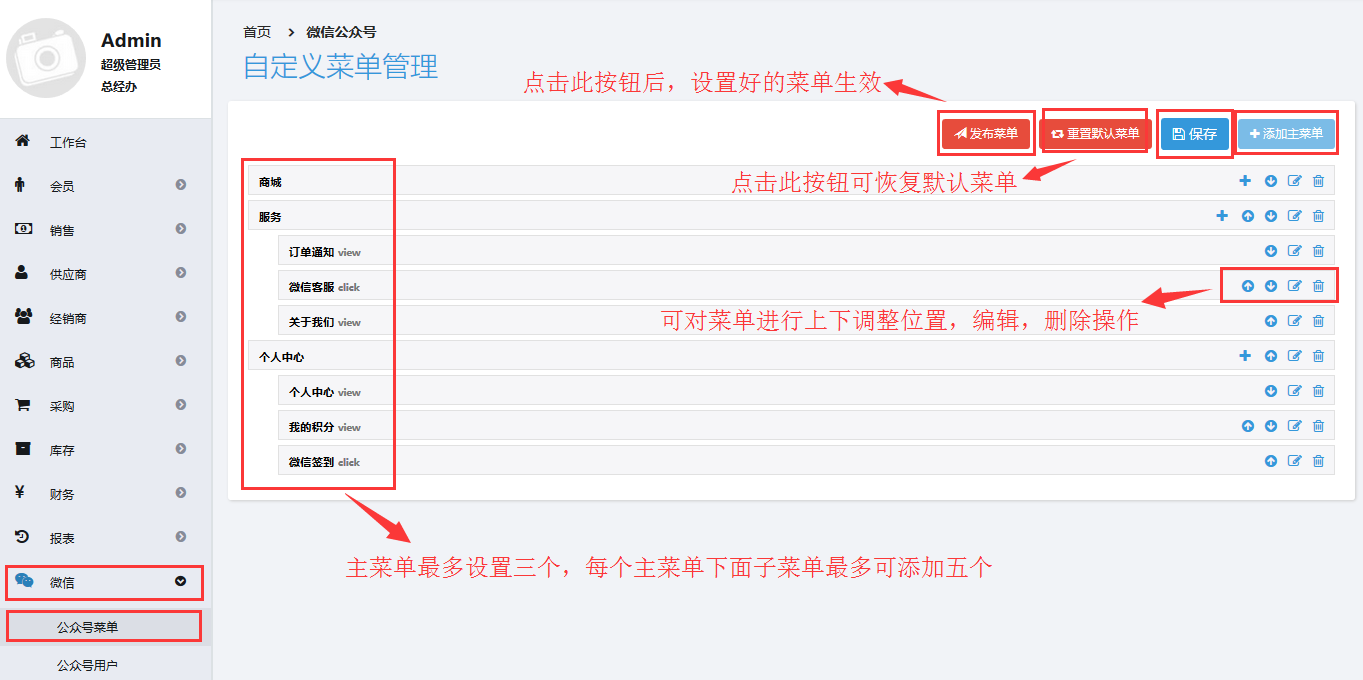 Admin
超级管理员
总经办
工作台
会员
销售
供应商
经销商
商品
采购
库存
财务
报表
微信
公众号菜单
公众号用户
首页 > 微信公众号
自定义菜单管理
点击此按钮后，设置好的菜单生效
发布菜单 重置默认菜单 保存 添加主菜单
点击此按钮可恢复默认菜单
商城
服务
订单通知 view
微信客服 click
关于我们 view
可对菜单进行上下调整位置，编辑，删除操作
个人中心
个人中心 view
我的积分 view
微信签到 click
主菜单最多设置三个，每个主菜单下面子菜单最多可添加五个